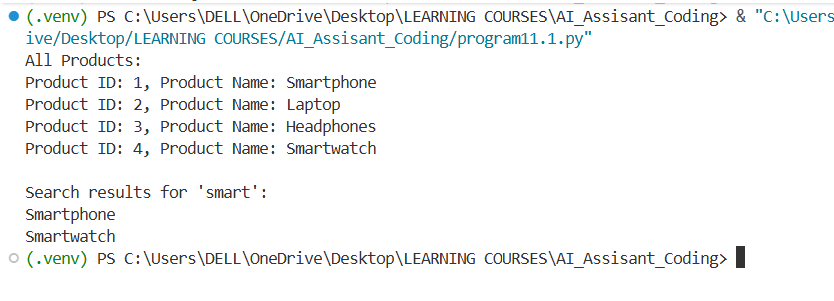 (.venv) PS C:\Users\DELL\OneDrive\Desktop\LEARNING COURSES\AI_Assisant_Coding> & "C:\Users
ive/Desktop/LEARNING COURSES/AI_Assisant_Coding/program11.1.py"
All Products:
Product ID: 1, Product Name: Smartphone
Product ID: 2, Product Name: Laptop
Product ID: 3, Product Name: Headphones
Product ID: 4, Product Name: Smartwatch
Search results for 'smart':
Smartphone
Smartwatch
(.venv) PS C:\Users\DELL\OneDrive\Desktop\LEARNING COURSES\AI_Assisant_Coding>